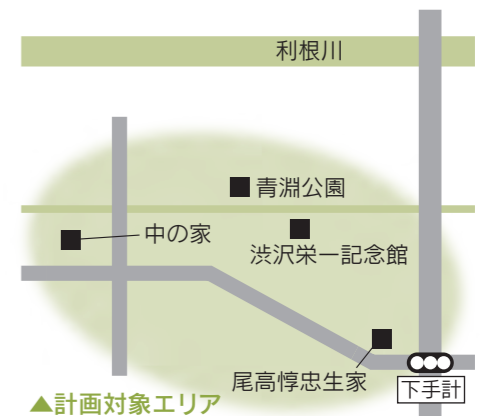 利根川
青淵公園
中の家
渋沢栄一記念館
尾高惇忠生家
下手計
▲計画対象エリア